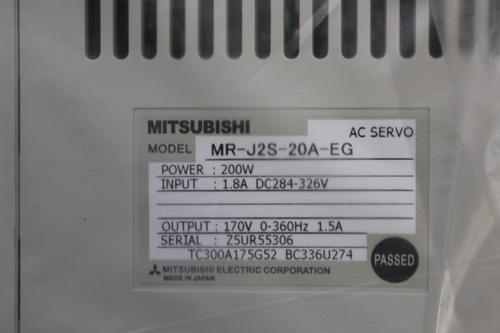 MITSUBISHI AC SERVO
MODEL MR-J2S-20A-EG
POWER : 200W
INPUT : 1.8A DC284-326V
OUTPUT : 170V 0-360Hz 1.5A
SERIAL : Z5UR55306
TC300A175G52 BC336U274
PASSED
MITSUBISHI ELECTRIC CORPORATION
MADE IN JAPAN